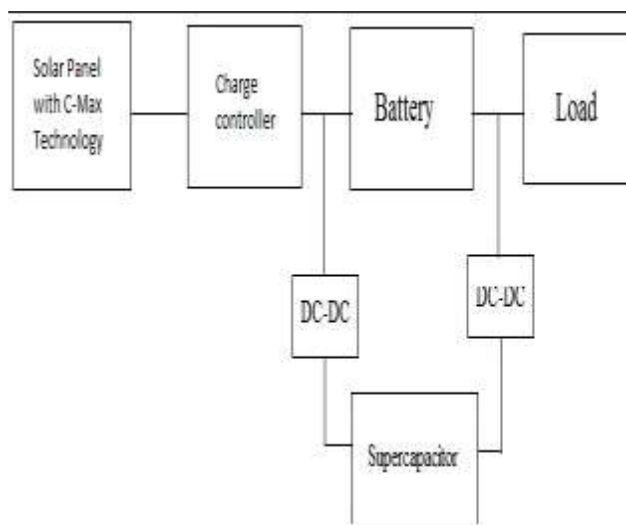 Solar Panel
with C-Max
Technology
Charge
controller
Battery
Load
DC-DC
DC-DC
Supercapacitor